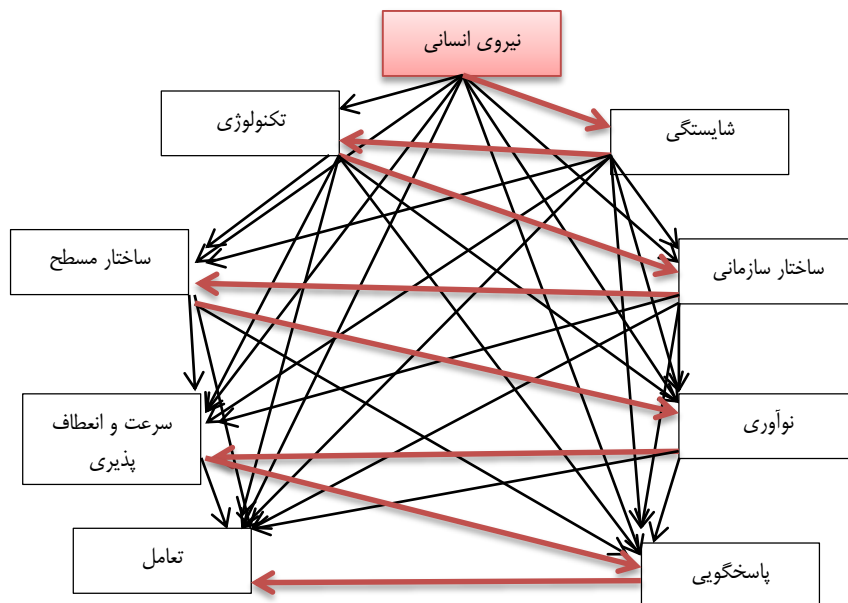 نیروی انسانی
شایستگی
تکنولوژی
ساختار سازمانی
ساختار مسطح
نوآوری
سرعت و انعطاف
پذیری
پاسخگویی
تعامل